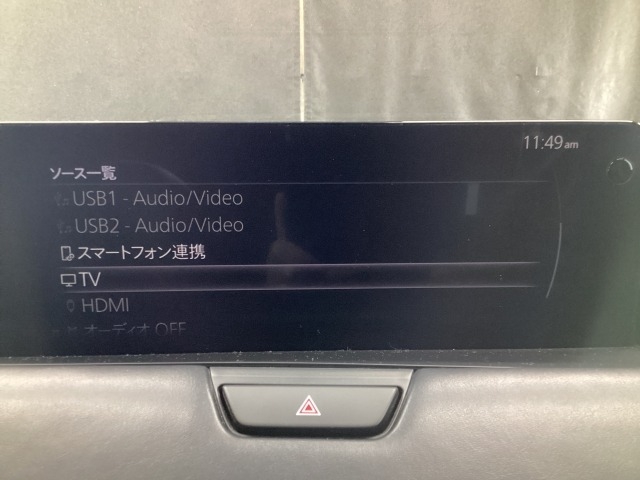 11:49am
ソース一覧
USB1 - Audio/Video
USB2 - Audio/Video
スマートフォン連携
TV
HDMI
オーディオ OFF